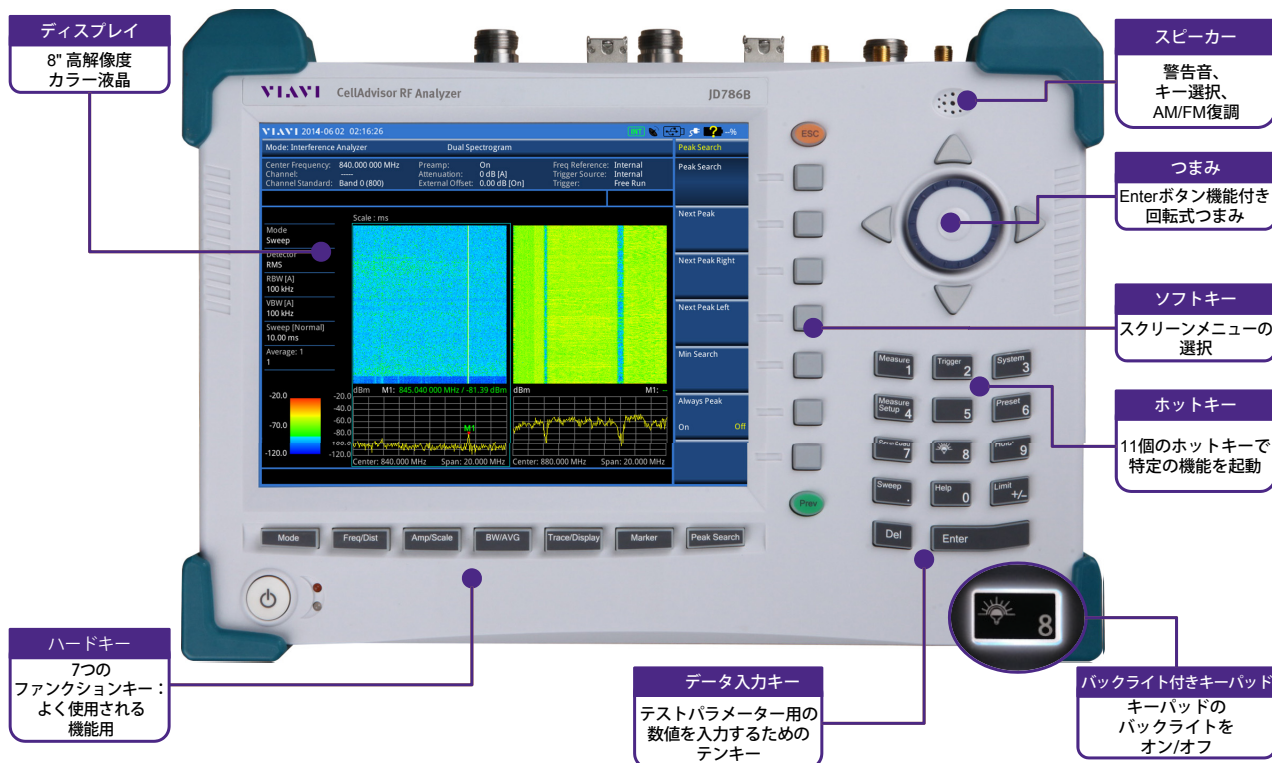 ディスプレイ
8" 高解像度
カラー液晶
スピーカー
警告音、
キー選択、
AM/FM復調
つまみ
Enterボタン機能付き
回転式つまみ
ソフトキー
スクリーンメニューの
選択
ホットキー
11個のホットキーで
特定の機能を起動
ハードキー
7つの
ファンクションキー：
よく使用される
機能用
データ入力キー
テストパラメーター用の
数値を入力するための
テンキー
バックライト付きキーパッド
キーパッドの
バックライトを
オン/オフ
VIAVI CellAdvisor RF Analyzer JD786B
VIAVI 2014-06 02 02:16:26 INT --%
Mode: Interference Analyzer Dual Spectrogram Peak Search
Center Frequency: 840.000 000 MHz Preamp: On Freq Reference: Internal
Channel: ---- Attenuation: 0 dB [A] Trigger Source: Internal
Channel Standard: Band 0 (800) External Offset: 0.00 dB [On] Trigger: Free Run
Peak Search
Next Peak
Next Peak Right
Next Peak Left
Min Search
Always Peak
On Off
Scale : ms
Mode
Sweep
Detector
RMS
RBW [A]
100 kHz
VBW [A]
100 kHz
Sweep [Normal]
10.00 ms
Average: 1
1
-20.0
-70.0
-120.0
dBm M1: 845.040 000 MHz / -81.39 dBm
-20.0
-40.0
-60.0
-80.0
-100.0
-120.0
M1
Center: 840.000 MHz Span: 20.000 MHz
dBm M1: --
Center: 880.000 MHz Span: 20.000 MHz
ESC
Prev
Mode Freq/Dist Amp/Scale BW/AVG Trace/Display Marker Peak Search
Measure 1
Trigger 2
System 3
Measure Setup 4
5
Preset 6
7
8
9
Sweep .
Help 0
Limit +/-
Del
Enter
8